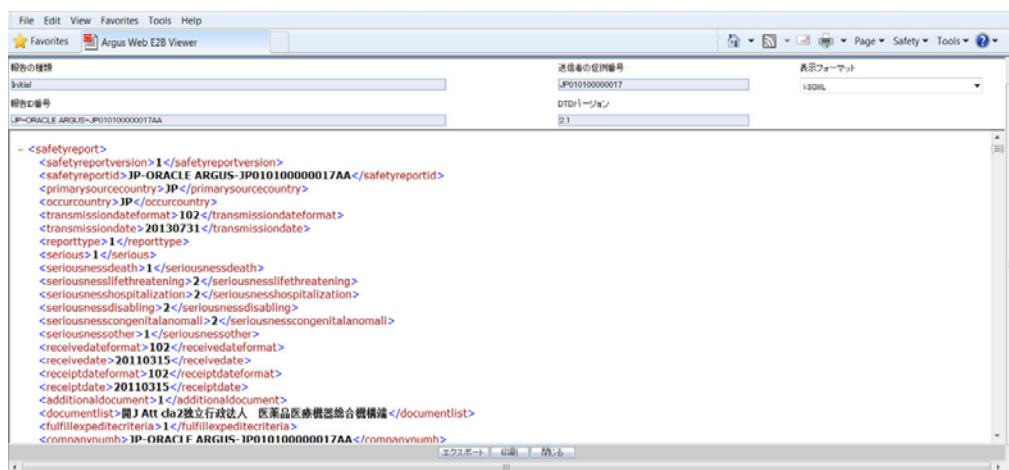 File Edit View Favorites Tools Help
Favorites Argus Web E2B Viewer Page Safety Tools
報告の種類 送信者の症例番号 表示フォーマット
Initial JP010100000017 I-SGML
報告ID番号 DTDバージョン
JP-ORACLE ARGUS-JP010100000017AA 2.1
- <safetyreport>
<safetyreportversion>1</safetyreportversion>
<safetyreportid>JP-ORACLE ARGUS-JP010100000017AA</safetyreportid>
<primarysourcecountry>JP</primarysourcecountry>
<occurcountry>JP</occurcountry>
<transmissiondateformat>102</transmissiondateformat>
<transmissiondate>20130731</transmissiondate>
<reporttype>1</reporttype>
<serious>1</serious>
<seriousnessdeath>1</seriousnessdeath>
<seriousnesslifethreatening>2</seriousnesslifethreatening>
<seriousnesshospitalization>2</seriousnesshospitalization>
<seriousnessdisabling>2</seriousnessdisabling>
<seriousnesscongenitalanomali>2</seriousnesscongenitalanomali>
<seriousnessother>1</seriousnessother>
<receivedateformat>102</receivedateformat>
<receivedate>20110315</receivedate>
<receiptdateformat>102</receiptdateformat>
<receiptdate>20110315</receiptdate>
<additionaldocument>1</additionaldocument>
<documentlist>開J Att cla2独立行政法人 医薬品医療機器総合機構端</documentlist>
<fulfillexpeditecriteria>1</fulfillexpeditecriteria>
<companynumb>JP-ORACLE ARGUS-JP010100000017AA</companynumb>
エクスポート 印刷 閉じる